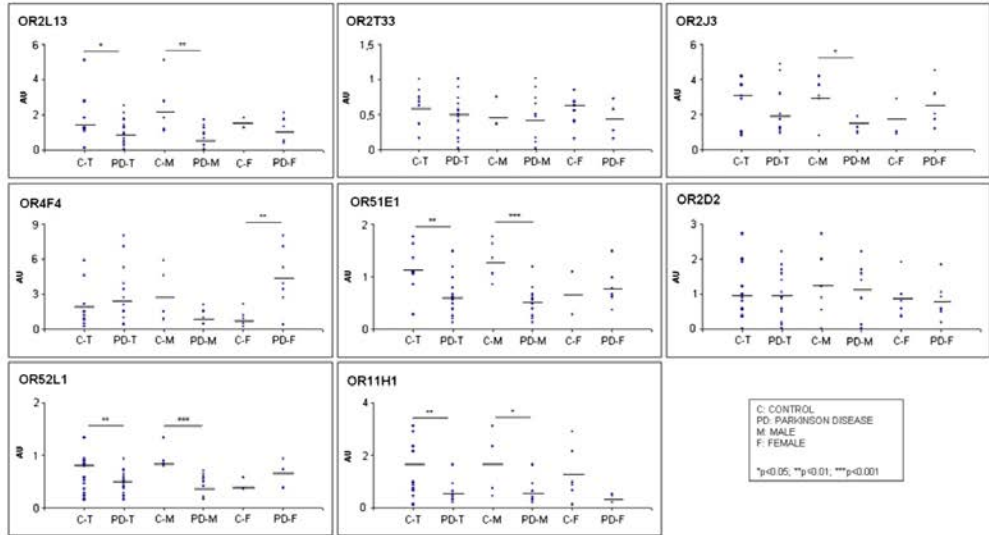 OR2L13
*
**
6
4
2
0
AU
C-T PD-T C-M PD-M C-F PD-F
OR2T33
1,5
1
0,5
0
AU
C-T PD-T C-M PD-M C-F PD-F
OR2J3
*
6
4
2
0
AU
C-T PD-T C-M PD-M C-F PD-F
OR4F4
**
9
6
3
0
AU
C-T PD-T C-M PD-M C-F PD-F
OR51E1
**
***
2
1
0
AU
C-T PD-T C-M PD-M C-F PD-F
OR2D2
3
2
1
0
AU
C-T PD-T C-M PD-M C-F PD-F
OR52L1
**
***
2
1
0
AU
C-T PD-T C-M PD-M C-F PD-F
OR11H1
**
*
4
2
0
AU
C-T PD-T C-M PD-M C-F PD-F
C: CONTROL
PD: PARKINSON DISEASE
M: MALE
F: FEMALE
*p<0.05; **p<0.01; ***p<0.001